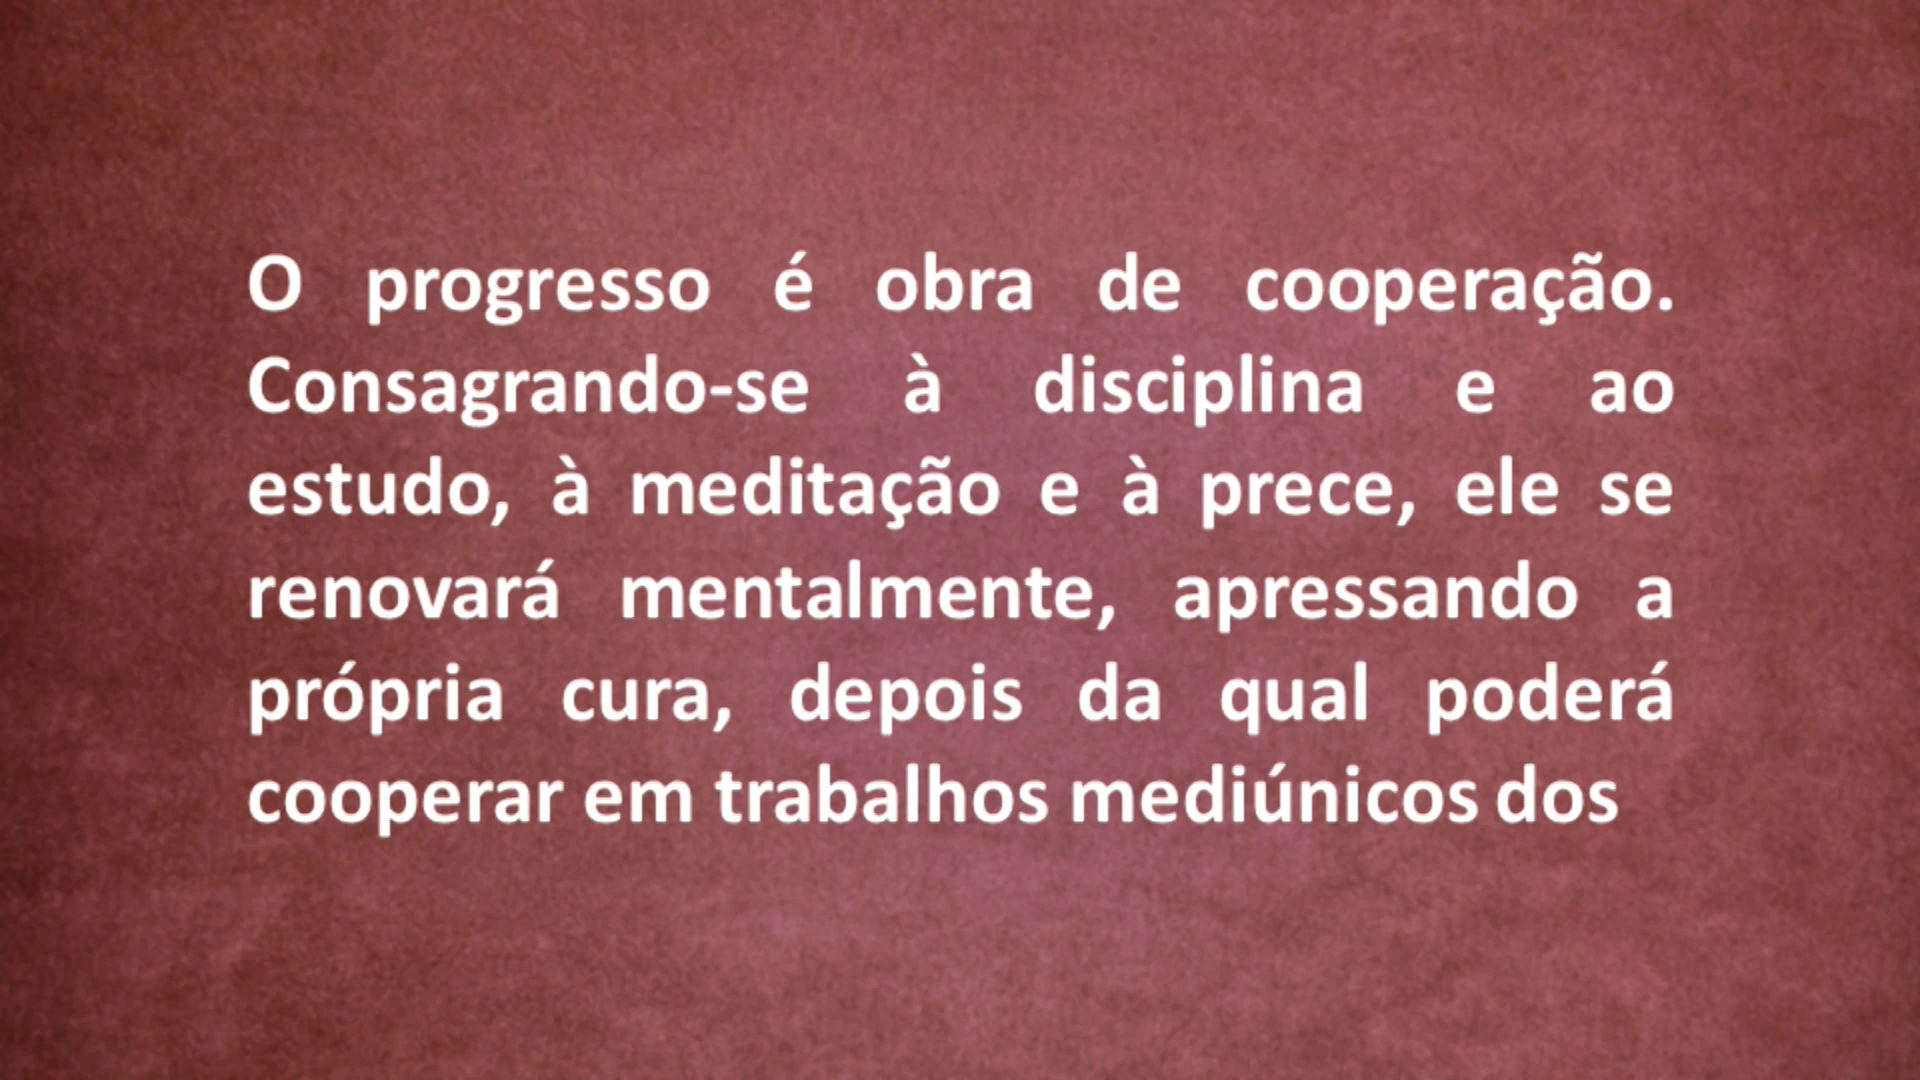 O progresso é obra de cooperação.
Consagrando-se à disciplina e ao
estudo, à meditação e à prece, ele se
renovará mentalmente, apressando a
própria cura, depois da qual poderá
cooperar em trabalhos mediúnicos dos